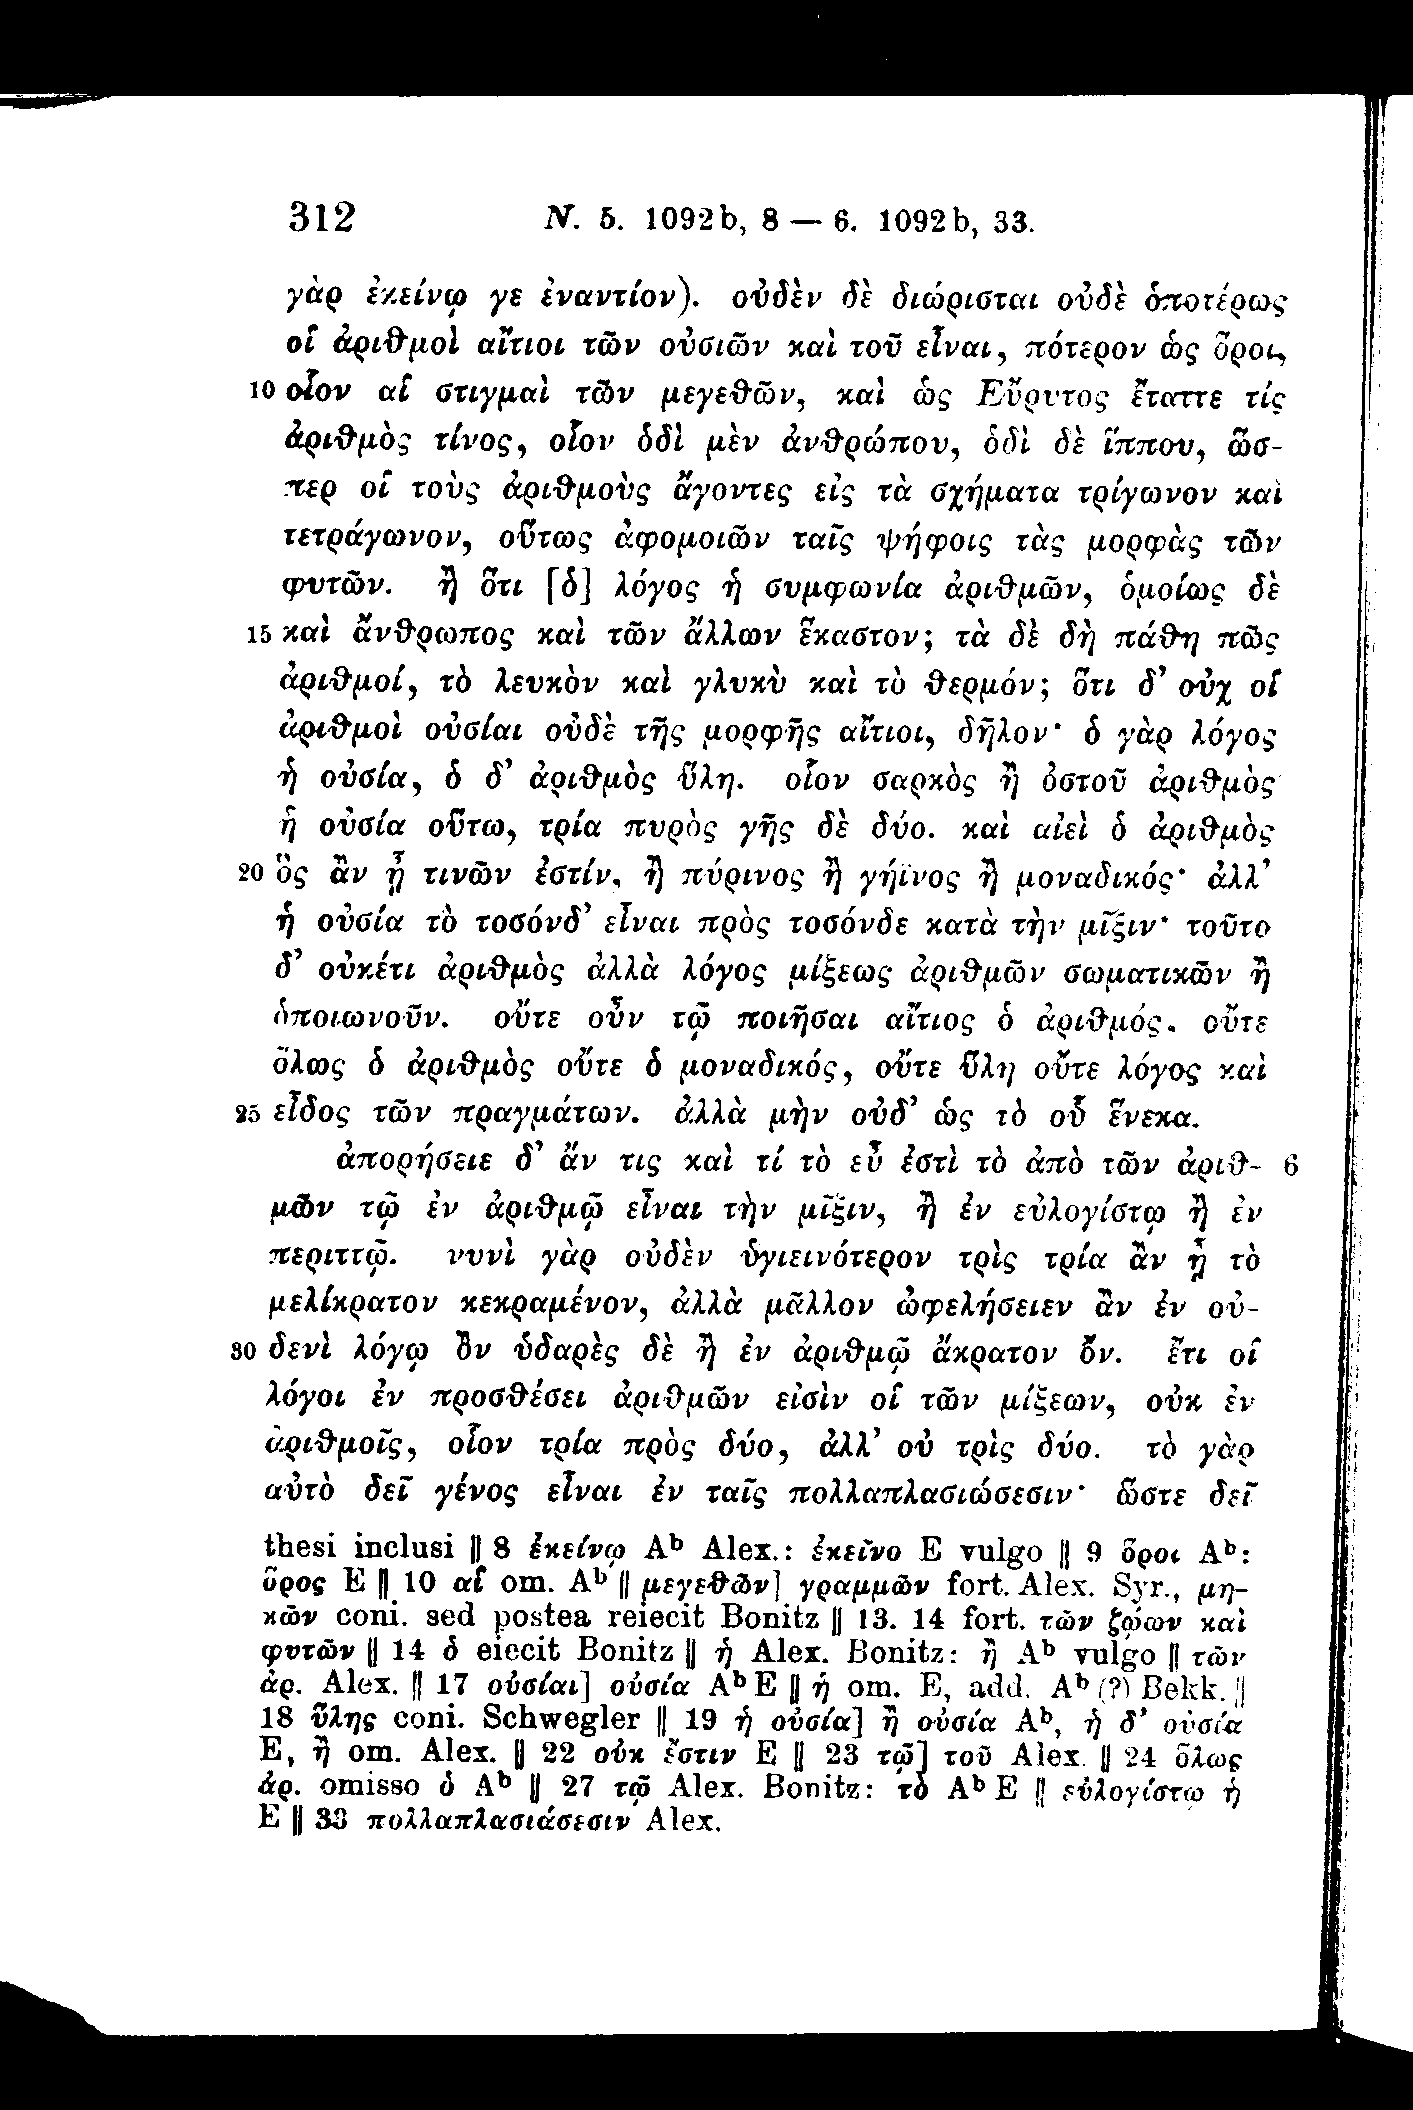 312 N. 5. 1092b, 8 — 6. 1092b, 33.
γὰρ ἐκείνῳ γε ἐναντίον). οὐδὲν δὲ διώρισται οὐδὲ ὁποτέρως
οἱ ἀριθμοὶ αἴτιοι τῶν οὐσιῶν καὶ τοῦ εἶναι, πότερον ὡς ὅροι,
10 οἷον αἱ στιγμαὶ τῶν μεγεθῶν, καὶ ὡς Εὔρυτος ἔταττε τίς
ἀριθμὸς τίνος, οἷον ὁδὶ μὲν ἀνθρώπου, ὁδὶ δὲ ἵππου, ὥσ-
περ οἱ τοὺς ἀριθμοὺς ἄγοντες εἰς τὰ σχήματα τρίγωνον καὶ
τετράγωνον, οὕτως ἀφομοιῶν ταῖς ψήφοις τὰς μορφὰς τῶν
φυτῶν. ἢ ὅτι [ὁ] λόγος ἡ συμφωνία ἀριθμῶν, ὁμοίως δὲ
15 καὶ ἄνθρωπος καὶ τῶν ἄλλων ἕκαστον; τὰ δὲ δὴ πάθη πῶς
ἀριθμοί, τὸ λευκὸν καὶ γλυκὺ καὶ τὸ θερμόν; ὅτι δ' οὐχ οἱ
ἀριθμοὶ οὐσίαι οὐδὲ τῆς μορφῆς αἴτιοι, δῆλον· ὁ γὰρ λόγος
ἡ οὐσία, ὁ δ' ἀριθμὸς ὕλη. οἷον σαρκὸς ἢ ὀστοῦ ἀριθμὸς
ἡ οὐσία οὕτω, τρία πυρὸς γῆς δὲ δύο. καὶ αἰεὶ ὁ ἀριθμὸς
20 ὃς ἂν ᾖ τινῶν ἐστίν, ἢ πύρινος ἢ γήϊνος ἢ μοναδικός· ἀλλ'
ἡ οὐσία τὸ τοσόνδ' εἶναι πρὸς τοσόνδε κατὰ τὴν μῖξιν· τοῦτο
δ' οὐκέτι ἀριθμὸς ἀλλὰ λόγος μίξεως ἀριθμῶν σωματικῶν ἢ
ὁποιωνοῦν. οὔτε οὖν τῷ ποιῆσαι αἴτιος ὁ ἀριθμός, οὔτε
ὅλως ὁ ἀριθμὸς οὔτε ὁ μοναδικός, οὔτε ὕλη οὔτε λόγος καὶ
25 εἶδος τῶν πραγμάτων. ἀλλὰ μὴν οὐδ' ὡς τὸ οὗ ἕνεκα.
ἀπορήσειε δ' ἄν τις καὶ τί τὸ εὖ ἐστὶ τὸ ἀπὸ τῶν ἀριθ- 6
μῶν τῷ ἐν ἀριθμῷ εἶναι τὴν μῖξιν, ἢ ἐν εὐλογίστῳ ἢ ἐν
περιττῷ. νυνὶ γὰρ οὐδὲν ὑγιεινότερον τρὶς τρία ἂν ᾖ τὸ
μελίκρατον κεκραμένον, ἀλλὰ μᾶλλον ὠφελήσειεν ἂν ἐν οὐ-
30 δενὶ λόγῳ ὂν ὑδαρὲς δὲ ἢ ἐν ἀριθμῷ ἄκρατον ὄν. ἔτι οἱ
λόγοι ἐν προσθέσει ἀριθμῶν εἰσὶν οἱ τῶν μίξεων, οὐκ ἐν
ἀριθμοῖς, οἷον τρία πρὸς δύο, ἀλλ' οὐ τρὶς δύο. τὸ γὰρ
αὐτὸ δεῖ γένος εἶναι ἐν ταῖς πολλαπλασιώσεσιν· ὥστε δεῖ
thesi inclusi || 8 ἐκείνῳ Aᵇ Alex.: ἐκεῖνο E vulgo || 9 ὅροι Aᵇ:
ὅρος E || 10 αἱ om. Aᵇ || μεγεθῶν] γραμμῶν fort. Alex. Syr., μη-
κῶν coni. sed postea reiecit Bonitz || 13. 14 fort. τῶν ζῴων καὶ
φυτῶν || 14 ὁ eiecit Bonitz || ἡ Alex. Bonitz: ἢ Aᵇ vulgo || τῶν
ἀρ. Alex. || 17 οὐσίαι] οὐσία Aᵇ E || ἡ om. E, add. Aᵇ (?) Bekk. ||
18 ὕλης coni. Schwegler || 19 ἡ οὐσία] ἢ οὐσία Aᵇ, ἡ δ' οὐσία
E, ἢ om. Alex. || 22 οὐκ ἔστιν E || 23 τῷ] τοῦ Alex. || 24 ὅλως
ἀρ. omisso ὁ Aᵇ || 27 τῷ Alex. Bonitz: τὸ Aᵇ E || εὐλογίστῳ ἡ
E || 33 πολλαπλασιάσεσιν Alex.